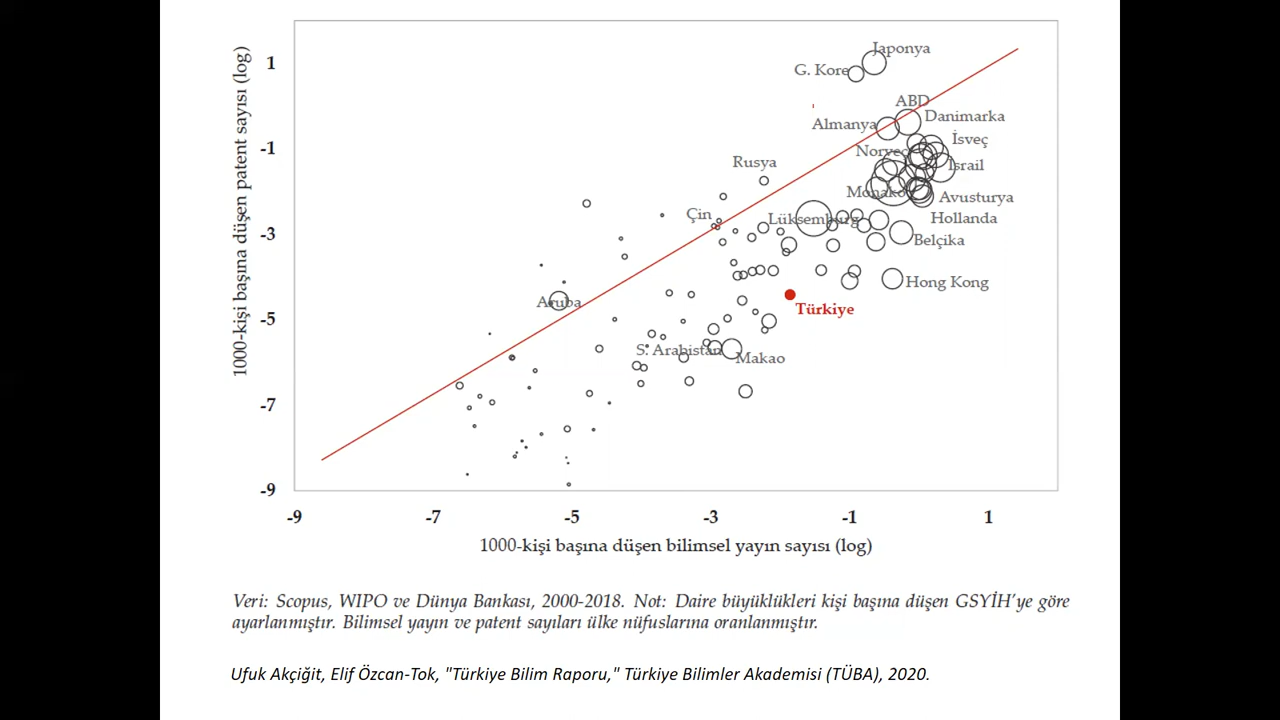 1000-kişi başına düşen patent sayısı (log)
1
-1
-3
-5
-7
-9
Japonya
G. Kore
ABD
Danimarka
Almanya
İsveç
Norveç
Rusya
İsrail
Monako
Avusturya
Çin
Lüksemburg
Hollanda
Belçika
Hong Kong
Aruba
Türkiye
S. Arabistan
Makao
-9 -7 -5 -3 -1 1
1000-kişi başına düşen bilimsel yayın sayısı (log)
Veri: Scopus, WIPO ve Dünya Bankası, 2000-2018. Not: Daire büyüklükleri kişi başına düşen GSYİH'ye göre
ayarlanmıştır. Bilimsel yayın ve patent sayıları ülke nüfuslarına oranlanmıştır.
Ufuk Akçiğit, Elif Özcan-Tok, "Türkiye Bilim Raporu," Türkiye Bilimler Akademisi (TÜBA), 2020.